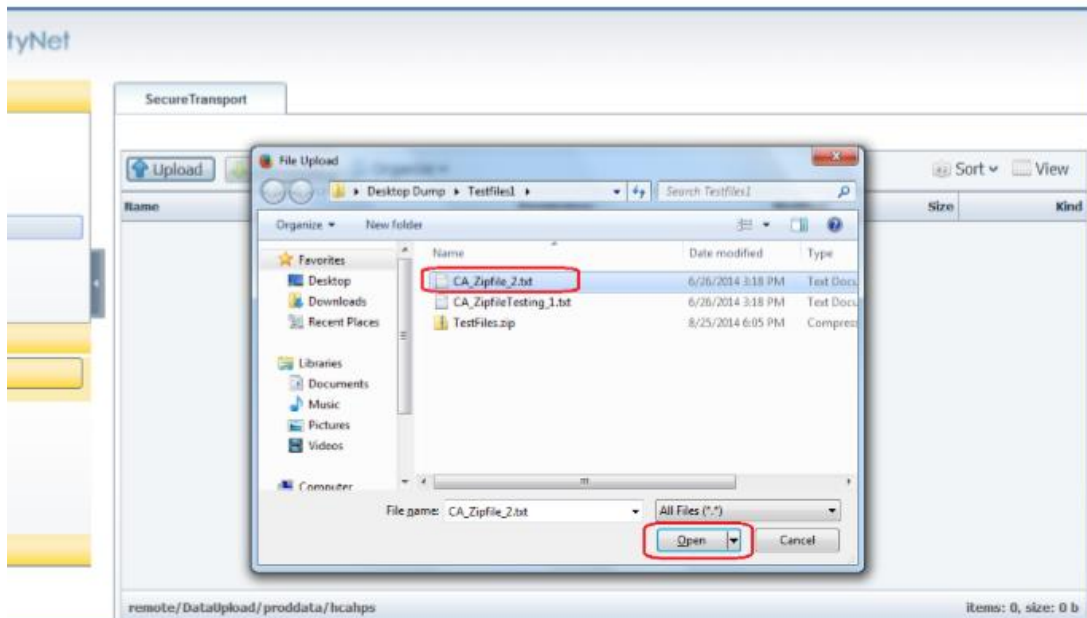 tyNet
SecureTransport
Upload
Sort
View
Name
Size
Kind
File Upload
Desktop Dump ▸ Testfiles1
Search Testfiles1
Organize
New folder
Name
Date modified
Type
Favorites
Desktop
Downloads
Recent Places
Libraries
Documents
Music
Pictures
Videos
Computer
CA_Zipfile_2.txt 6/26/2014 3:18 PM Text Docu
CA_ZipfileTesting_1.txt 6/26/2014 3:18 PM Text Docu
TestFiles.zip 8/25/2014 6:05 PM Compress
File name: CA_Zipfile_2.txt
All Files (*.*)
Open
Cancel
remote/DataUpload/proddata/hcahps
items: 0, size: 0 b